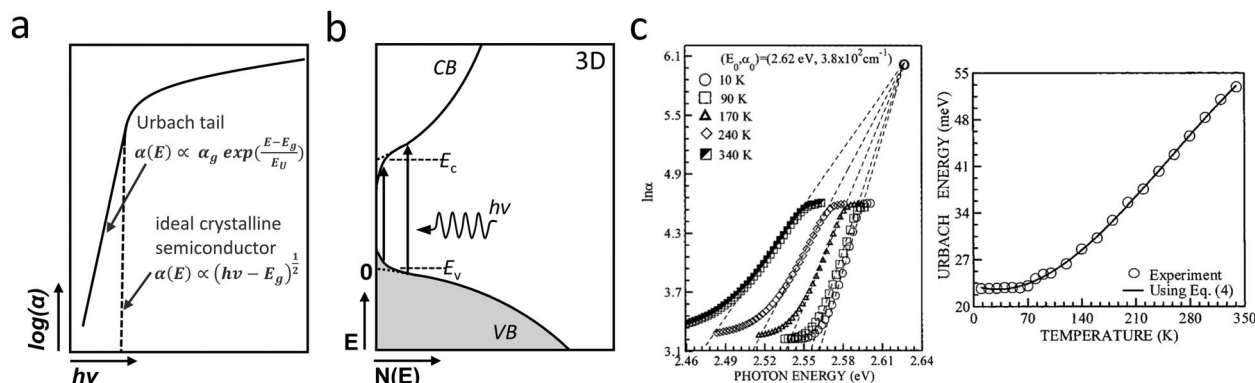 a
Urbach tail
α(E) ∝ α_g exp(\frac{E−E_g}{E_U})
ideal crystalline
semiconductor
α(E) ∝ (hν − E_g)^{\frac{1}{2}}
log(α)
hν
b
3D
CB
E_c
hν
0
E_v
E
VB
N(E)
c
(E_0,α_0)=(2.62 eV, 3.8x10^2cm^{-1})
10 K
90 K
170 K
240 K
340 K
lnα
6.1
5.5
4.9
4.3
3.7
3.1
2.46 2.49 2.52 2.55 2.58 2.61 2.64
PHOTON ENERGY (eV)
URBACH ENERGY (meV)
55
48
41
34
27
20
Experiment
Using Eq. (4)
0 70 140 210 280 350
TEMPERATURE (K)